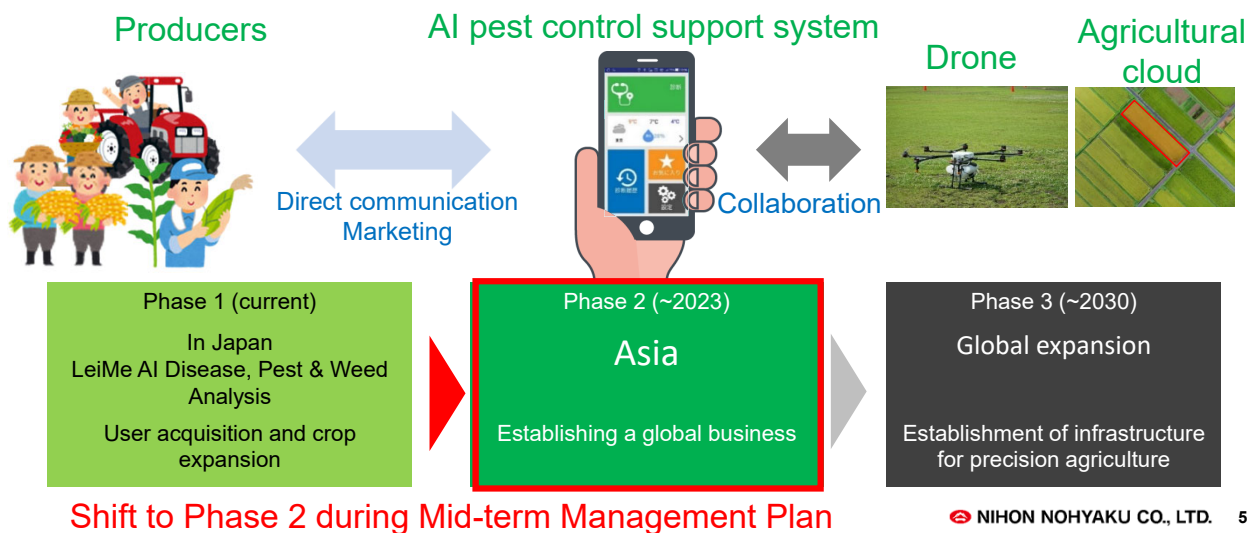 Producers
AI pest control support system
Drone
Agricultural
cloud
診断
Direct communication
Marketing
Collaboration
Phase 1 (current)
In Japan
LeiMe AI Disease, Pest & Weed
Analysis
User acquisition and crop
expansion
Phase 2 (~2023)
Asia
Establishing a global business
Phase 3 (~2030)
Global expansion
Establishment of infrastructure
for precision agriculture
Shift to Phase 2 during Mid-term Management Plan
NIHON NOHYAKU CO., LTD. 5